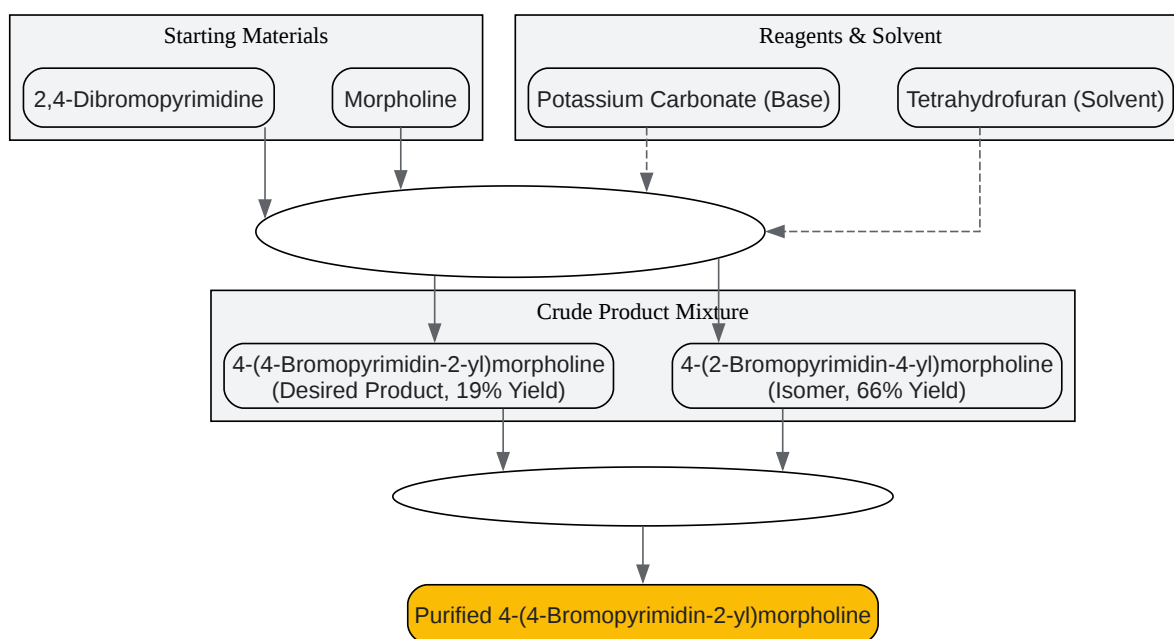 Starting Materials
Reagents & Solvent
2,4-Dibromopyrimidine
Morpholine
Potassium Carbonate (Base)
Tetrahydrofuran (Solvent)
Crude Product Mixture
4-(4-Bromopyrimidin-2-yl)morpholine
(Desired Product, 19% Yield)
4-(2-Bromopyrimidin-4-yl)morpholine
(Isomer, 66% Yield)
Purified 4-(4-Bromopyrimidin-2-yl)morpholine